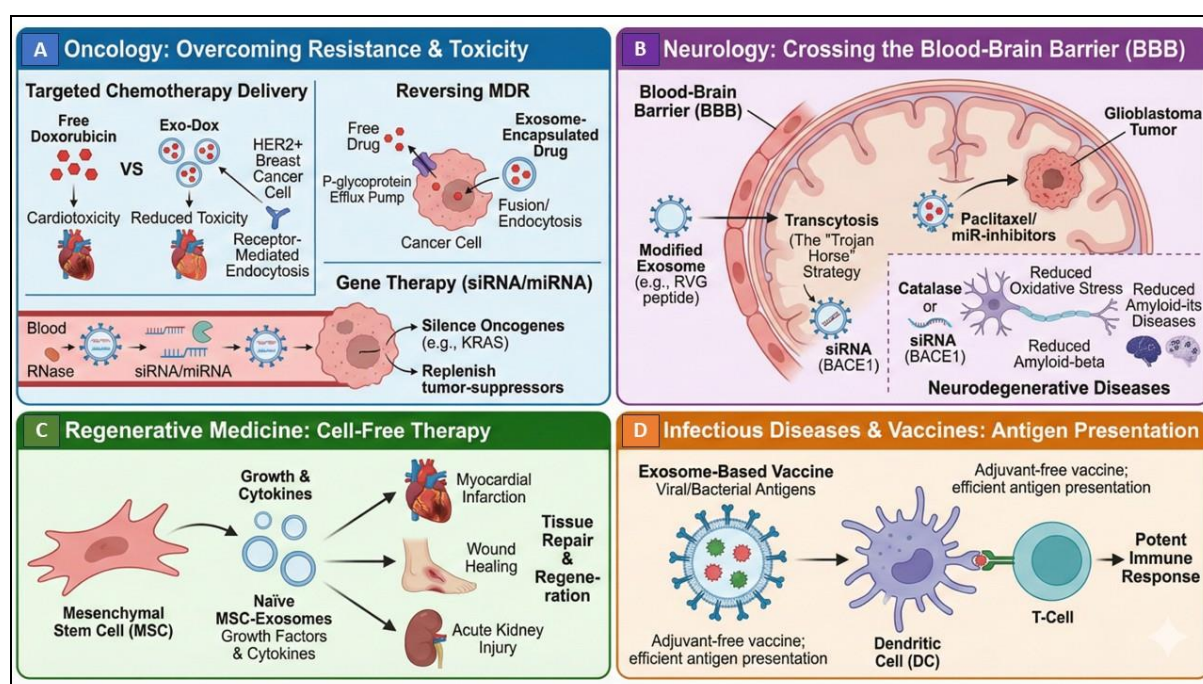 A Oncology: Overcoming Resistance & Toxicity
Targeted Chemotherapy Delivery
Free
Doxorubicin
VS
Exo-Dox
HER2+
Breast
Cancer
Cell
Cardiotoxicity
Reduced Toxicity
Receptor-
Mediated
Endocytosis
Reversing MDR
Free
Drug
Exosome-
Encapsulated
Drug
P-glycoprotein
Efflux Pump
Fusion/
Endocytosis
Cancer Cell
Gene Therapy (siRNA/miRNA)
Blood
RNase
siRNA/miRNA
Silence Oncogenes
(e.g., KRAS)
Replenish
tumor-suppressors
B Neurology: Crossing the Blood-Brain Barrier (BBB)
Blood-Brain
Barrier (BBB)
Glioblastoma
Tumor
Modified
Exosome
(e.g., RVG
peptide)
Transcytosis
(The "Trojan
Horse"
Strategy
siRNA
(BACE1)
Paclitaxel/
miR-inhibitors
Catalase
or
siRNA
(BACE1)
Reduced
Oxidative Stress
Reduced
Amyloid-beta
Reduced
Amyloid-its
Diseases
Neurodegenerative Diseases
C Regenerative Medicine: Cell-Free Therapy
Mesenchymal
Stem Cell (MSC)
Growth &
Cytokines
Naïve
MSC-Exosomes
Growth Factors
& Cytokines
Myocardial
Infarction
Wound
Healing
Acute Kidney
Injury
Tissue
Repair
&
Regene-
ration
D Infectious Diseases & Vaccines: Antigen Presentation
Exosome-Based Vaccine
Viral/Bacterial Antigens
Adjuvant-free vaccine;
efficient antigen presentation
Adjuvant-free vaccine;
efficient antigen presentation
Dendritic
Cell (DC)
T-Cell
Potent
Immune
Response